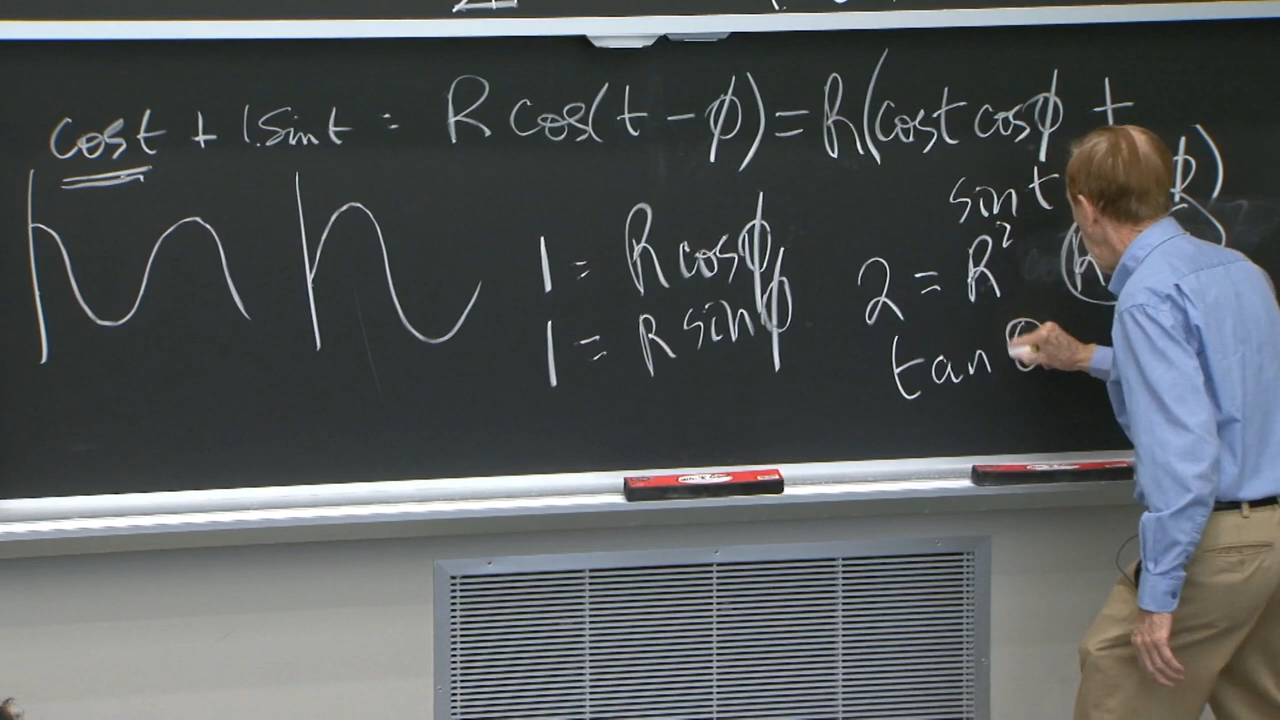 cost + 1.sint = R cos(t − ϕ) = R(cost cosϕ +
sint ϕ)
1 = R cosϕ
1 = R sinϕ
2 = R²
tan